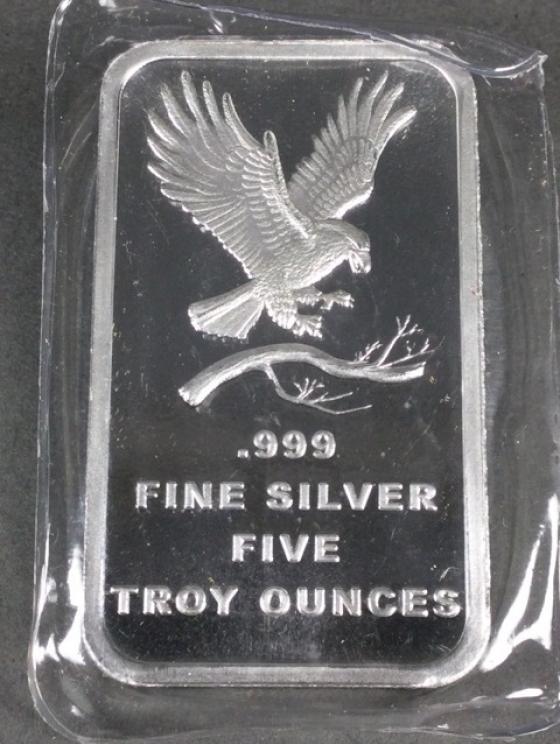 .999
FINE SILVER
FIVE
TROY OUNCES